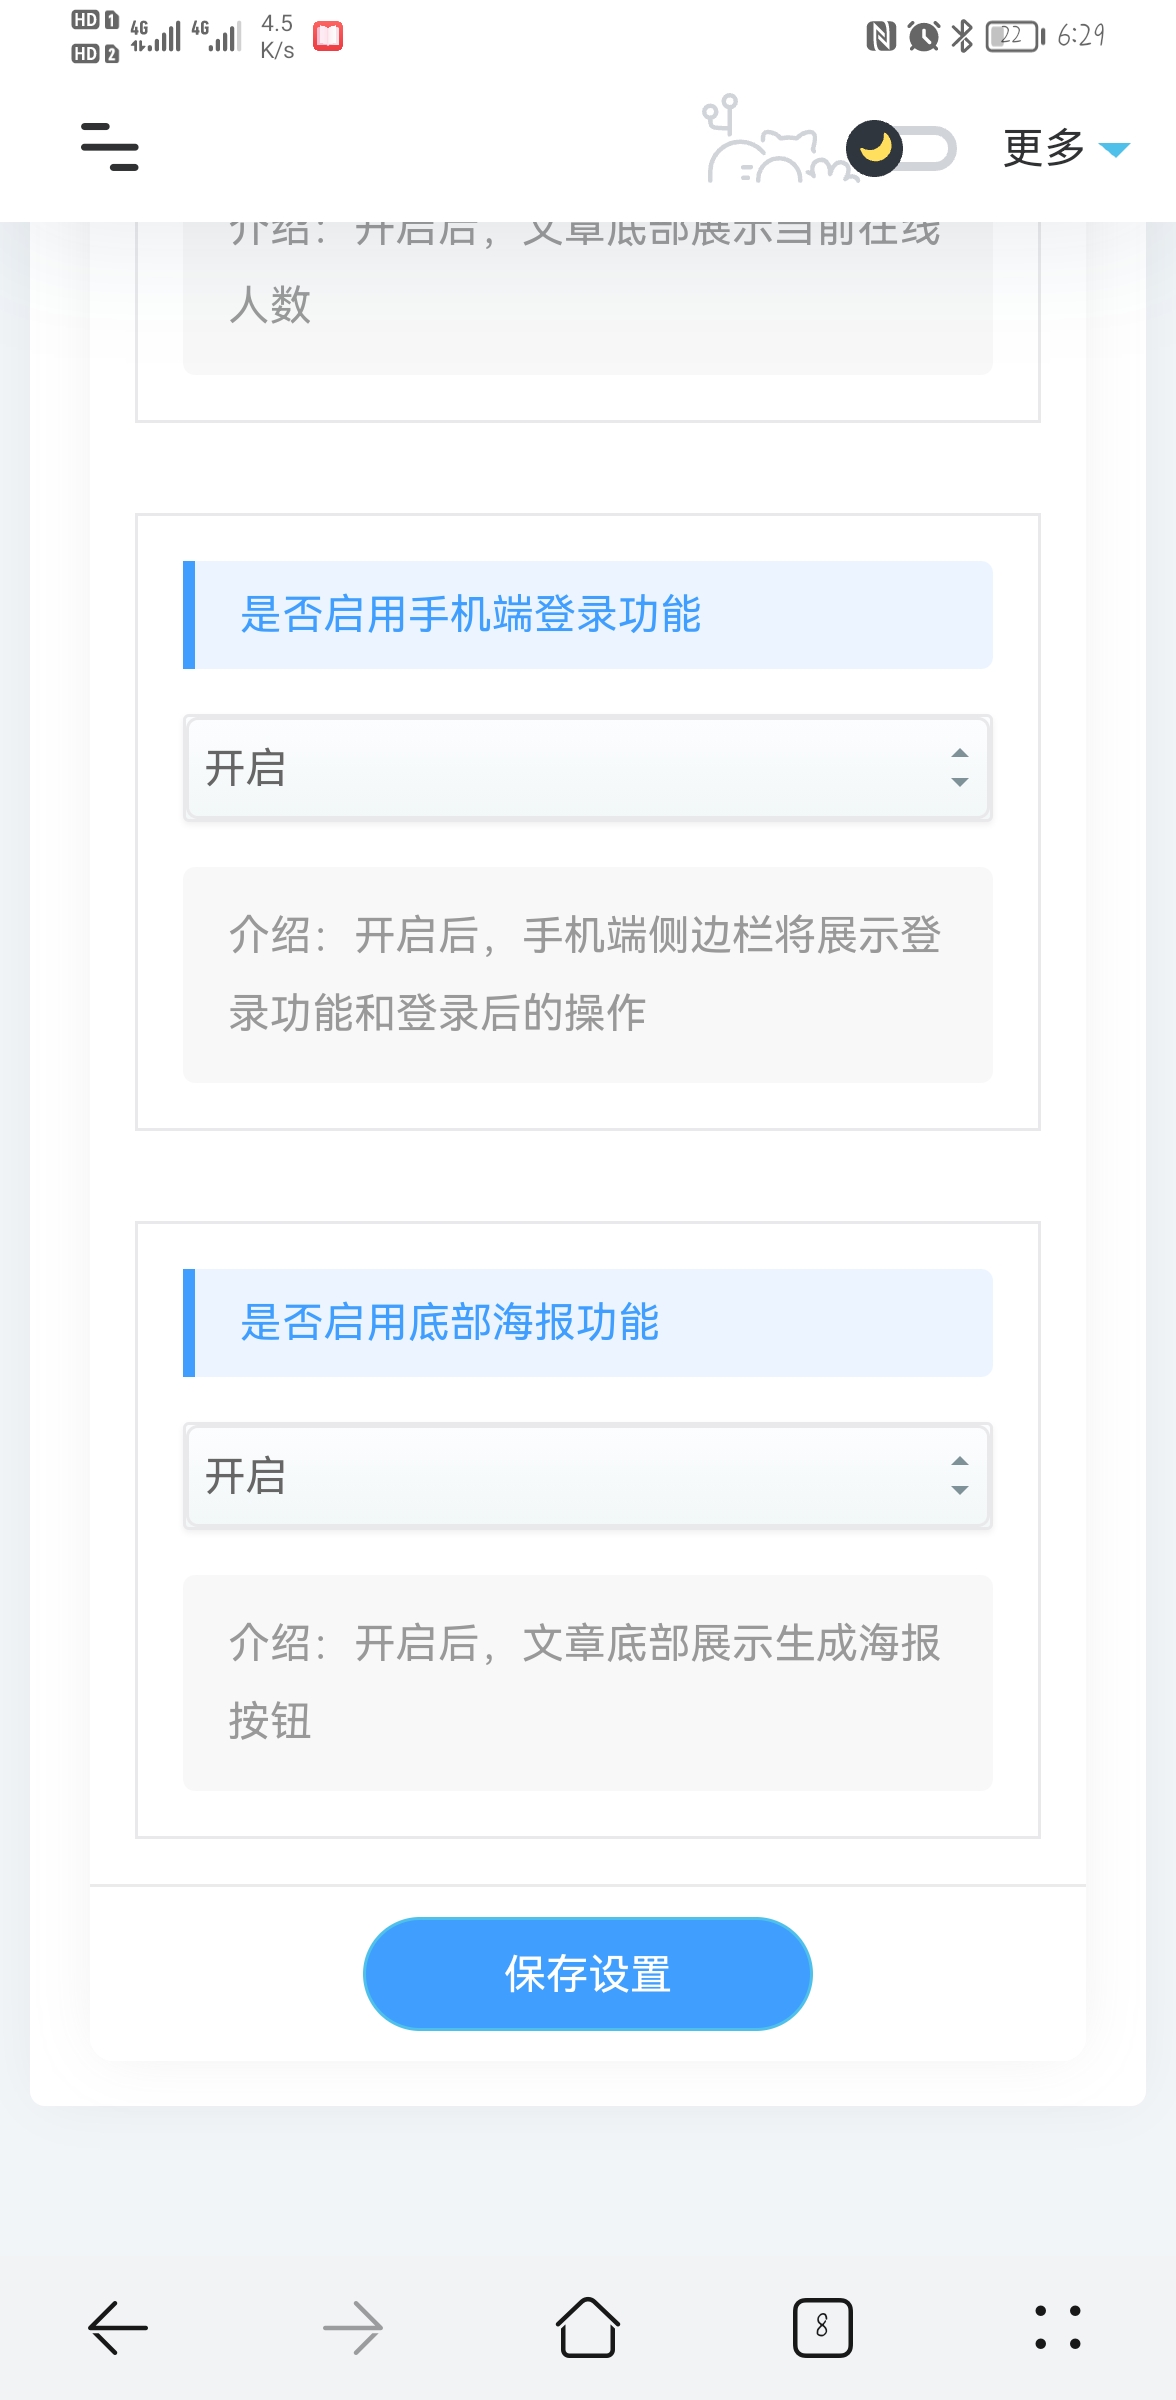 HD 1 4G 4G 4.5 K/s 22 6:29
HD 2
更多
介绍：开启后，文章底部展示当前在线
人数
是否启用手机端登录功能
开启
介绍：开启后，手机端侧边栏将展示登
录功能和登录后的操作
是否启用底部海报功能
开启
介绍：开启后，文章底部展示生成海报
按钮
保存设置
8